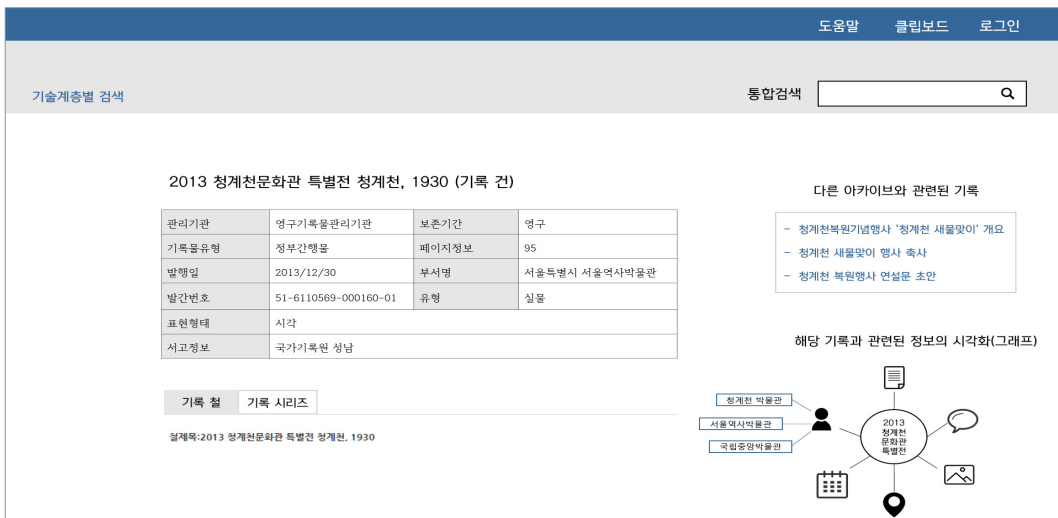 도움말 클립보드 로그인
기술계층별 검색
통합검색
2013 청계천문화관 특별전 청계천, 1930 (기록 건)
관리기관 영구기록물관리기관 보존기간 영구
기록물유형 정부간행물 페이지정보 95
발행일 2013/12/30 부서명 서울특별시 서울역사박물관
발간번호 51-6110569-000160-01 유형 실물
표현형태 시각
서고정보 국가기록원 성남
기록 철 기록 시리즈
철제목:2013 청계천문화관 특별전 청계천, 1930
다른 아카이브와 관련된 기록
- 청계천복원기념행사 '청계천 새물맞이' 개요
- 청계천 새물맞이 행사 축사
- 청계천 복원행사 연설문 초안
해당 기록과 관련된 정보의 시각화(그래프)
청계천 박물관
서울역사박물관
국립중앙박물관
2013
청계천
문화관
특별전